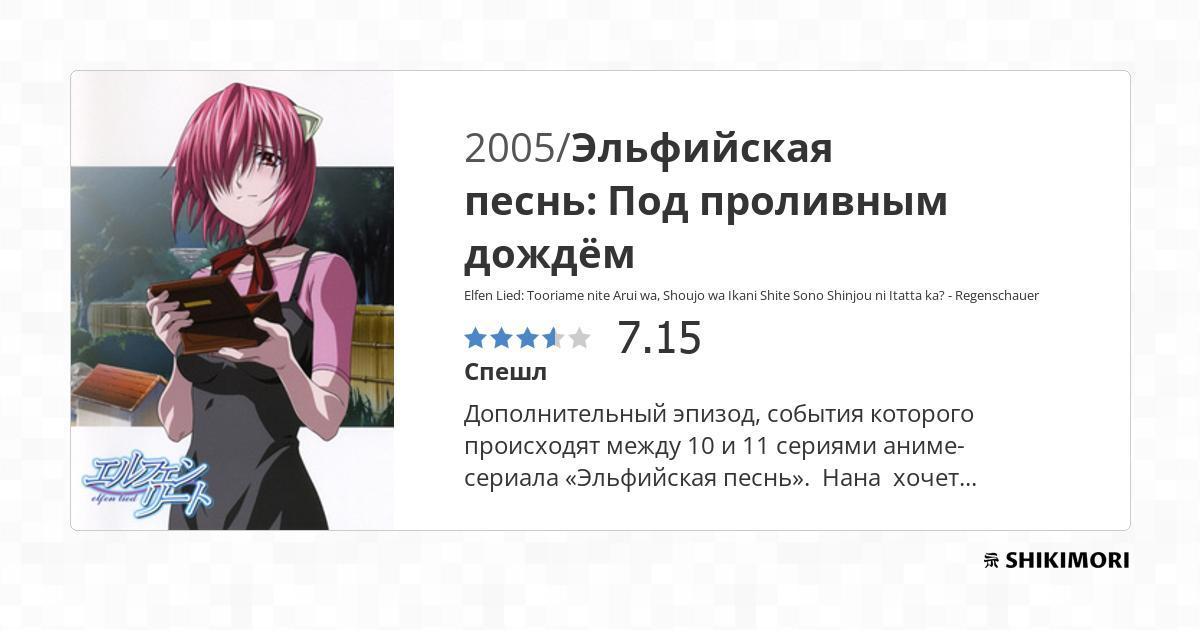 2005/Эльфийская
песнь: Под проливным
дождём
Elfen Lied: Tooriame nite Arui wa, Shoujo wa Ikani Shite Sono Shinjou ni Itatta ka? - Regenschauer
7.15
Спешл
Дополнительный эпизод, события которого
происходят между 10 и 11 сериями аниме-
сериала «Эльфийская песнь».  Нана  хочет...
エルフェン
elfen lied
リート
SHIKIMORI